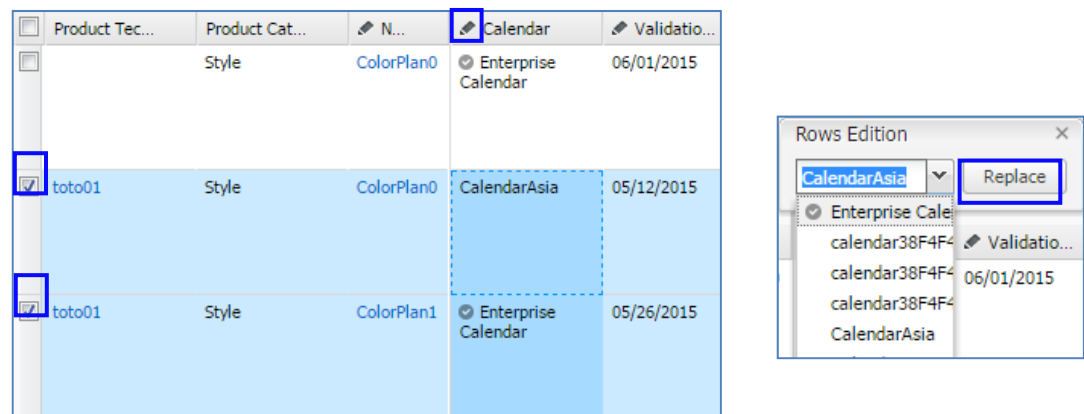 Product Tec... Product Cat... N... Calendar Validatio...
Style ColorPlan0 Enterprise Calendar 06/01/2015
toto01 Style ColorPlan0 CalendarAsia 05/12/2015
toto01 Style ColorPlan1 Enterprise Calendar 05/26/2015
Rows Edition
CalendarAsia Replace
Enterprise Cale
calendar38F4F4 Validatio...
calendar38F4F4 06/01/2015
calendar38F4F4
CalendarAsia